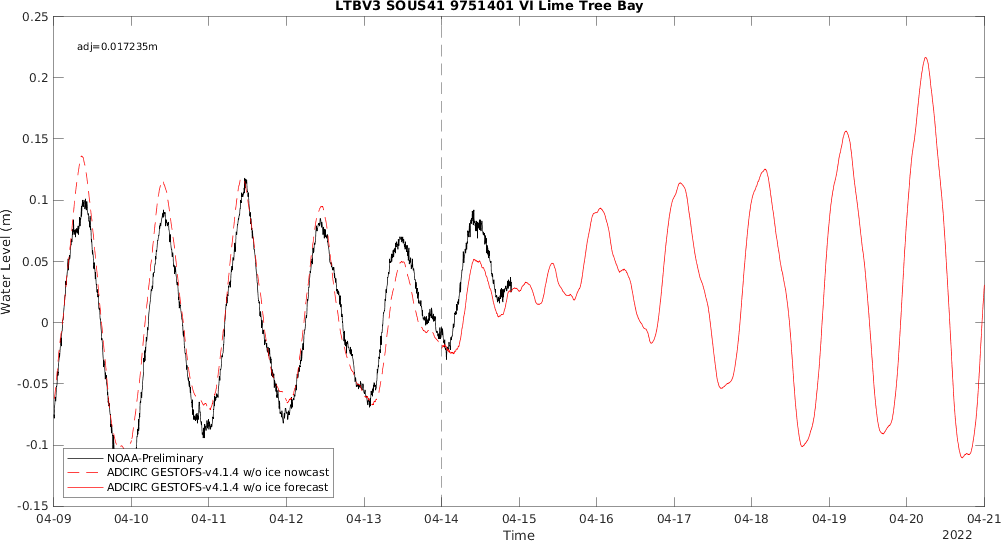 LTBV3 SOUS41 9751401 VI Lime Tree Bay
adj=0.017235m
0.25
0.2
0.15
0.1
0.05
0
-0.05
-0.1
-0.15
Water Level (m)
NOAA-Preliminary
ADCIRC GESTOFS-v4.1.4 w/o ice nowcast
ADCIRC GESTOFS-v4.1.4 w/o ice forecast
04-09 04-10 04-11 04-12 04-13 04-14 04-15 04-16 04-17 04-18 04-19 04-20 04-21
Time
2022